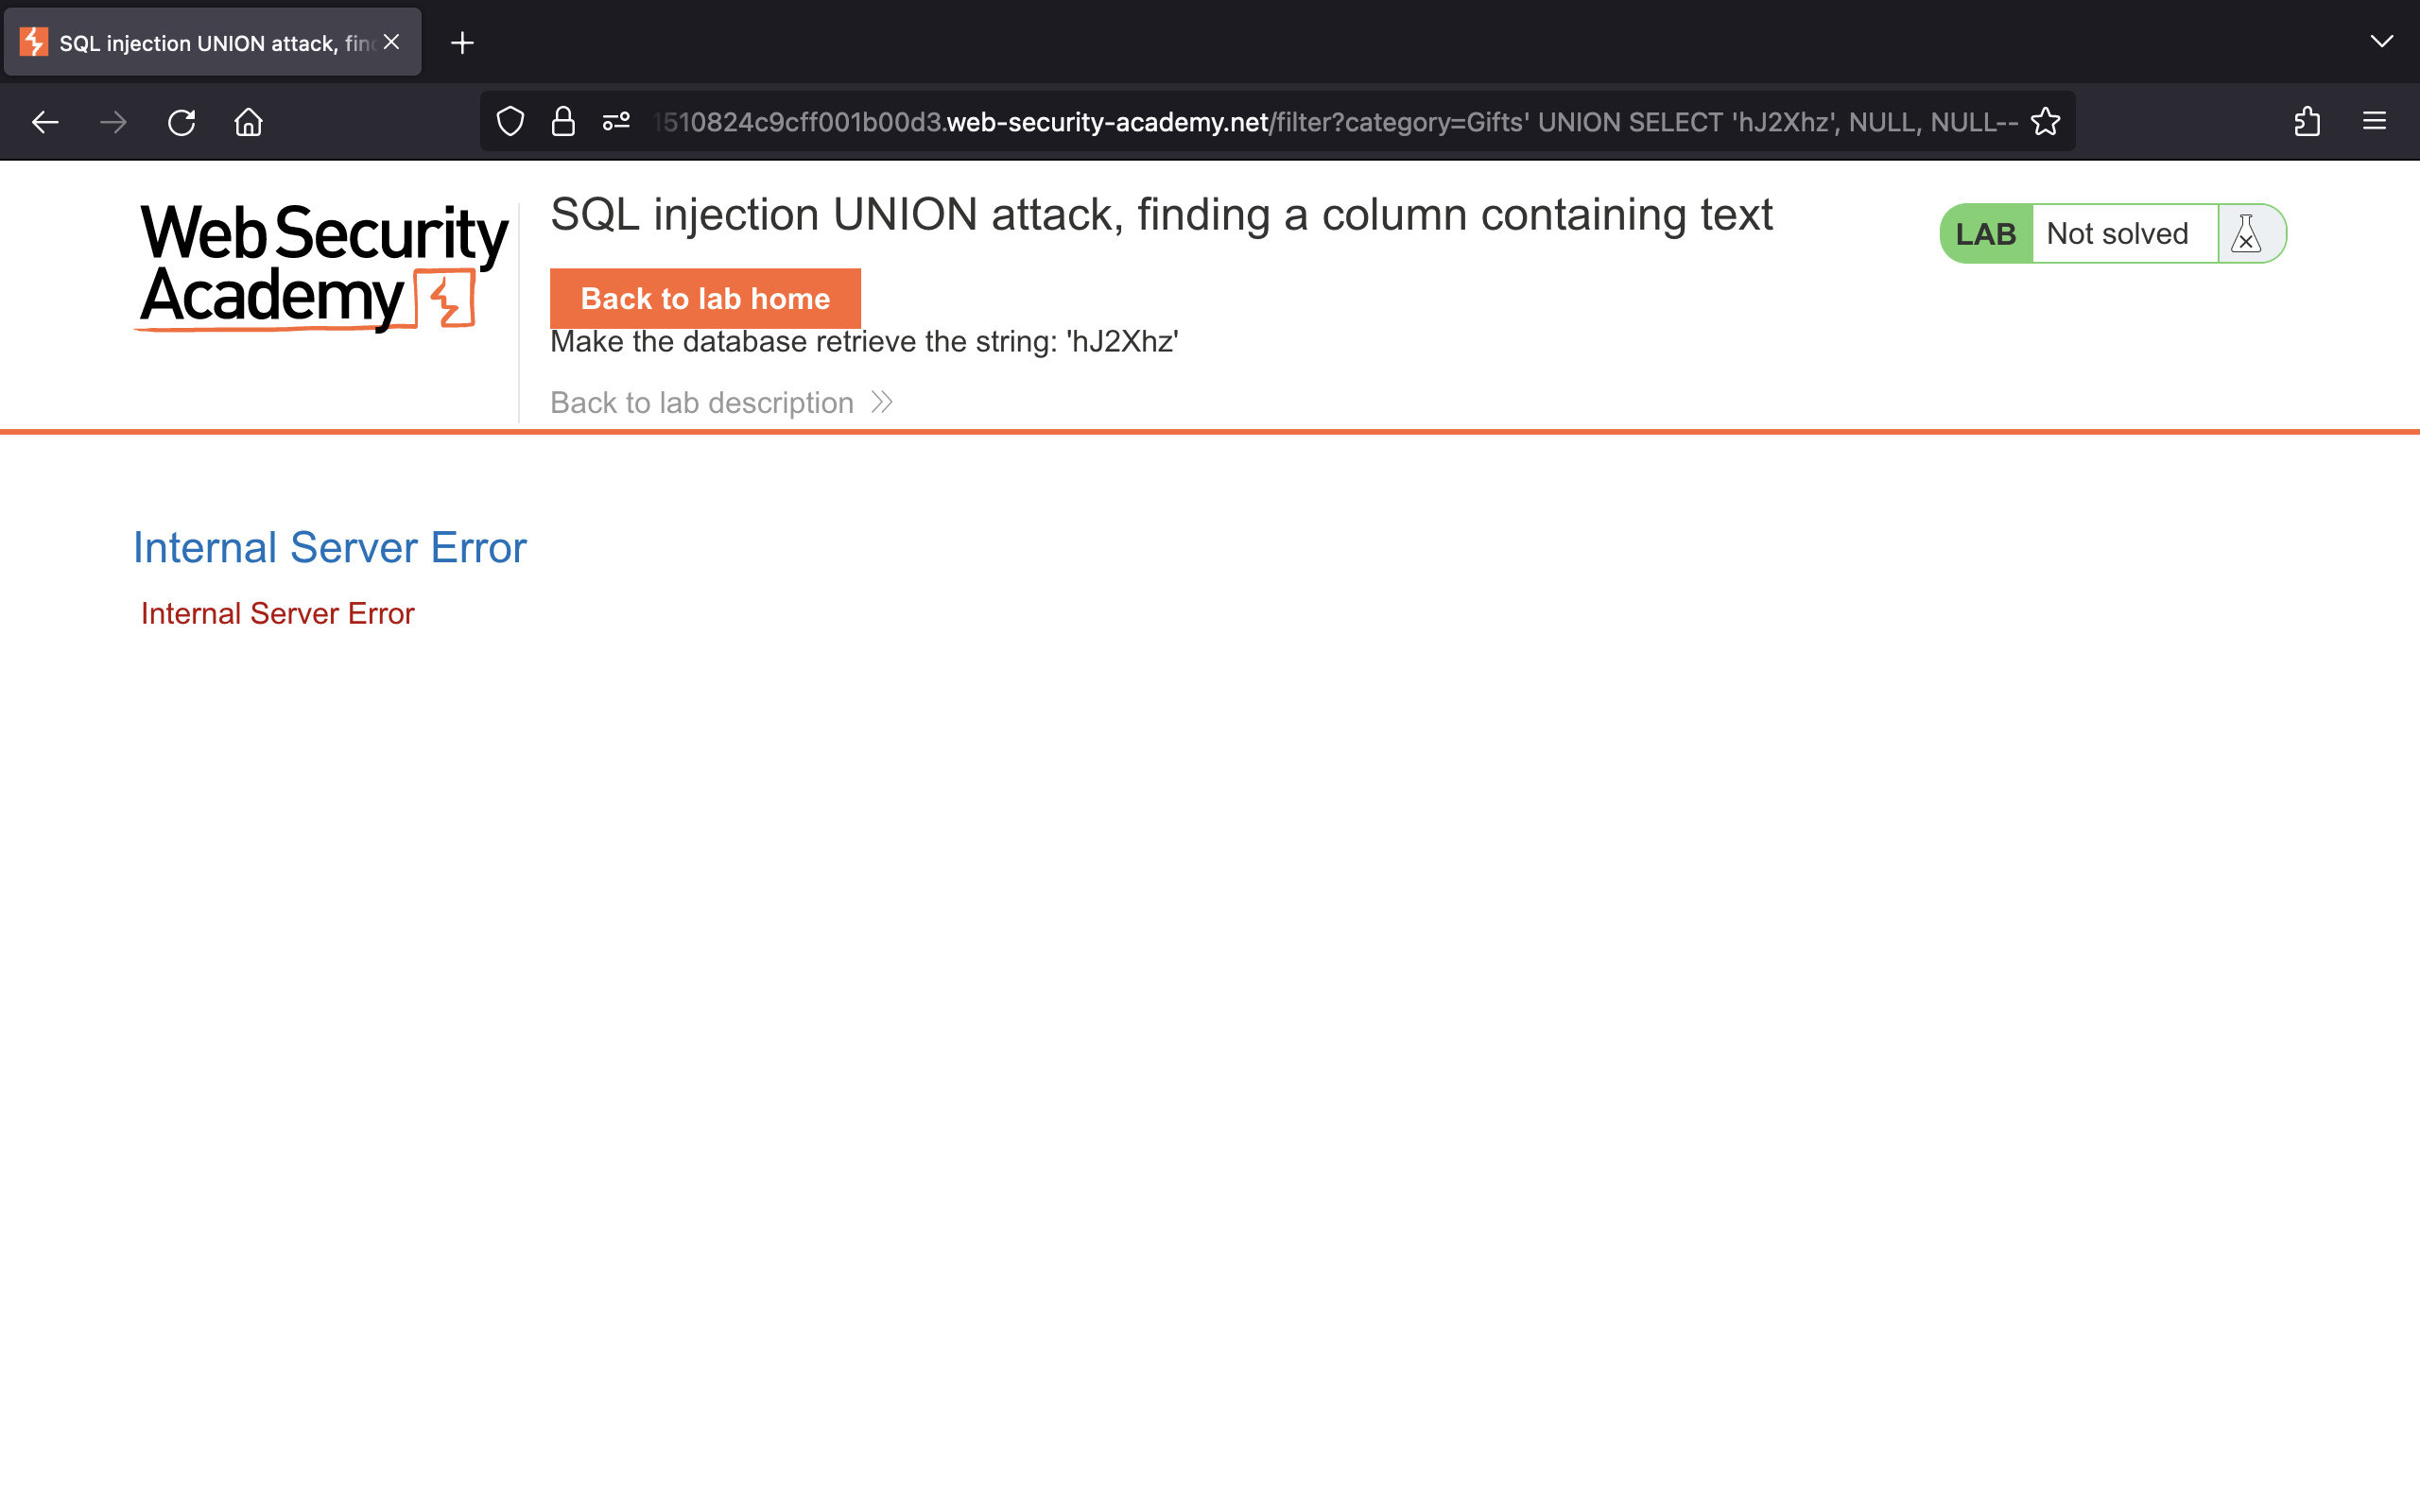 SQL injection UNION attack, find
1510824c9cff001b00d3.web-security-academy.net/filter?category=Gifts' UNION SELECT 'hJ2Xhz', NULL, NULL--
Web Security
Academy
SQL injection UNION attack, finding a column containing text
LAB Not solved
Back to lab home
Make the database retrieve the string: 'hJ2Xhz'
Back to lab description
Internal Server Error
Internal Server Error